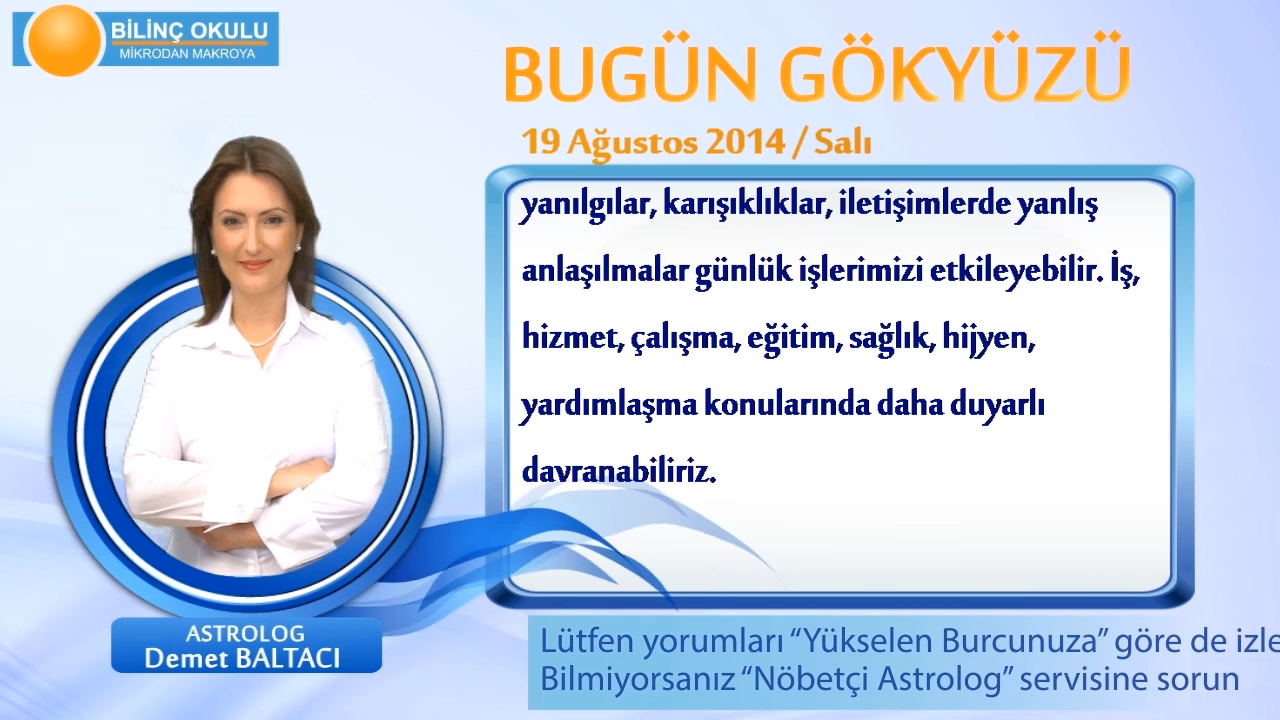 BİLİNÇ OKULU
MİKRODAN MAKROYA
BUGÜN GÖKYÜZÜ
19 Ağustos 2014 / Salı
yanılgılar, karışıklıklar, iletişimlerde yanlış
anlaşılmalar günlük işlerimizi etkileyebilir. İş,
hizmet, çalışma, eğitim, sağlık, hijyen,
yardımlaşma konularında daha duyarlı
davranabiliriz.
ASTROLOG
Demet BALTACI
Lütfen yorumları “Yükselen Burcunuza” göre de izle
Bilmiyorsanız “Nöbetçi Astrolog” servisine sorun